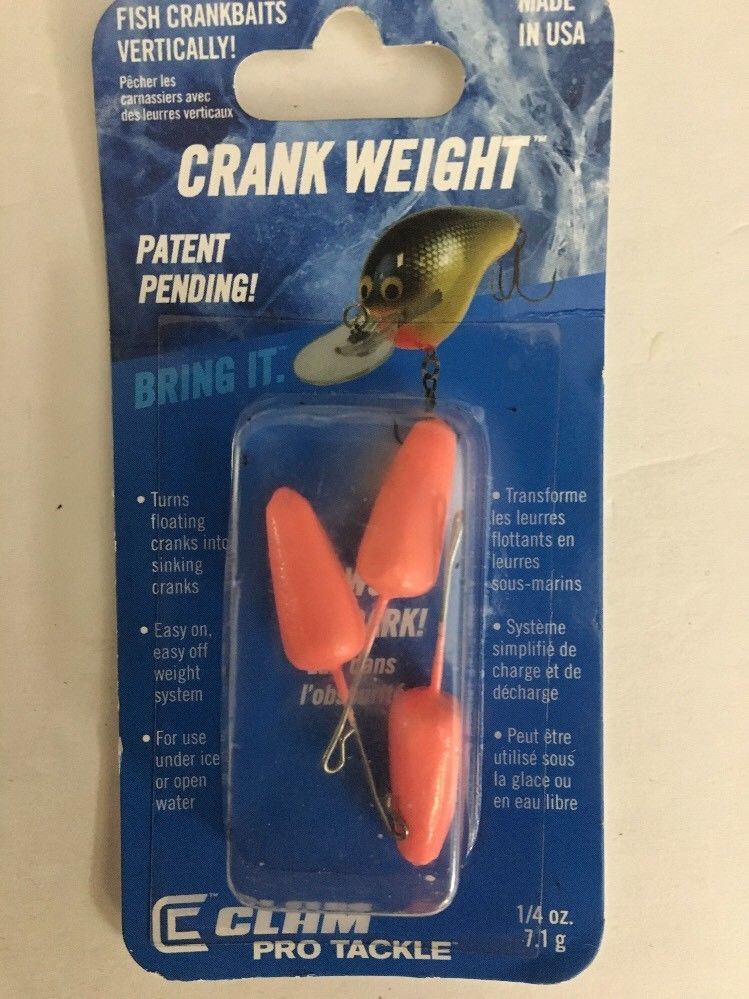 FISH CRANKBAITS
VERTICALLY!
Pêcher les
carnassiers avec
des leurres verticaux
MADE
IN USA
CRANK WEIGHT™
PATENT
PENDING!
BRING IT.™
• Turns
floating
cranks into
sinking
cranks
• Easy on,
easy off
weight
system
• For use
under ice
or open
water
ARK!
dans
• Transforme
les leurres
flottants en
leurres
sous-marins
• Système
simplifié de
charge et de
décharge
• Peut être
utilisé sous
la glace ou
en eau libre
CLAM
PRO TACKLE™
1/4 oz.
7.1 g